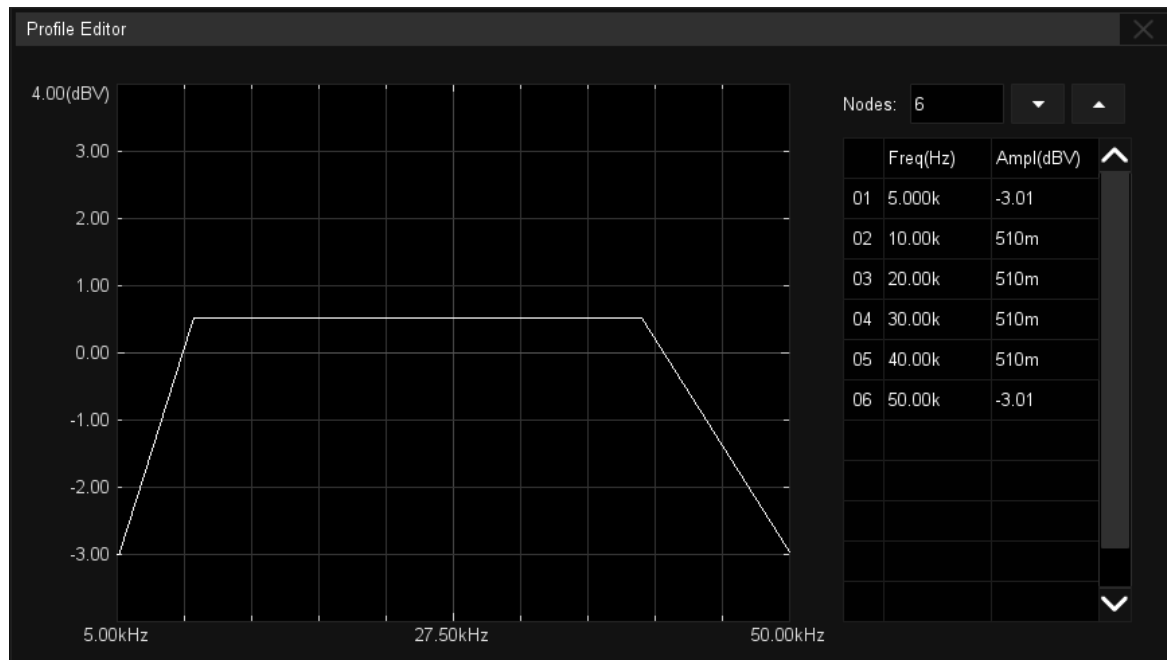 Profile Editor
4.00(dBV)
3.00
2.00
1.00
0.00
-1.00
-2.00
-3.00
5.00kHz 27.50kHz 50.00kHz
Nodes: 6
Freq(Hz) Ampl(dBV)
01 5.000k -3.01
02 10.00k 510m
03 20.00k 510m
04 30.00k 510m
05 40.00k 510m
06 50.00k -3.01